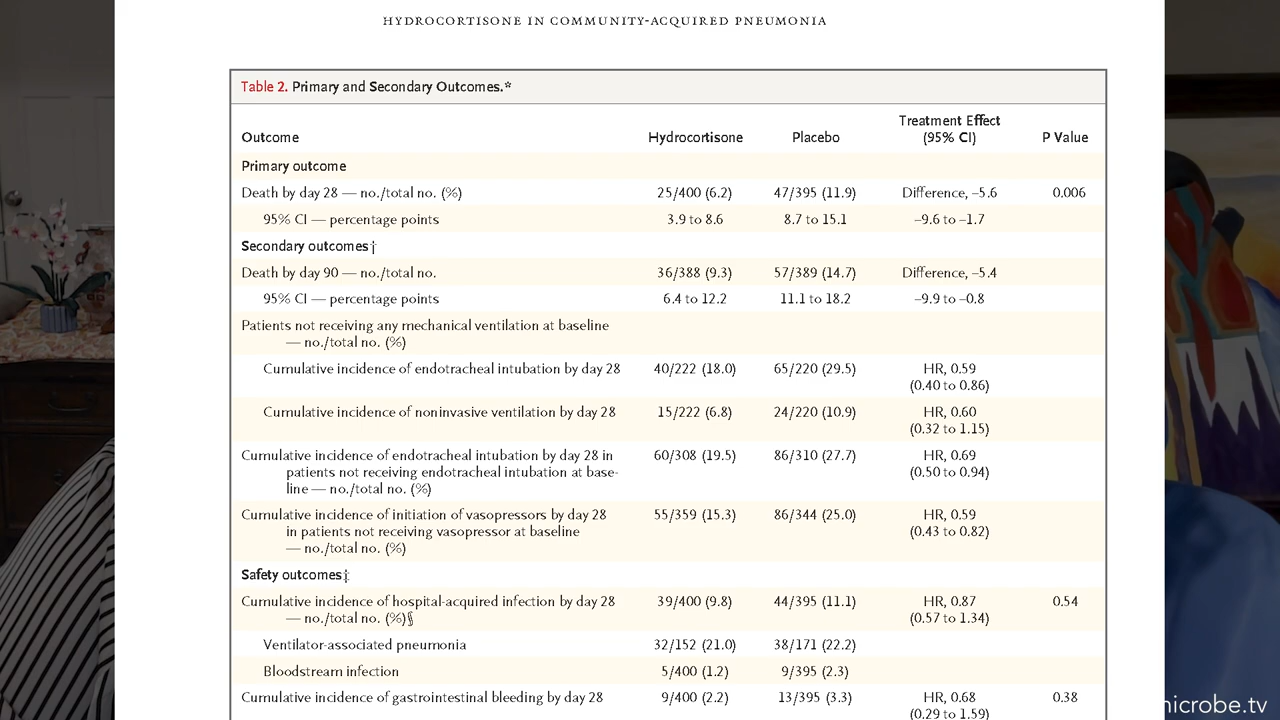 HYDROCORTISONE IN COMMUNITY-ACQUIRED PNEUMONIA
Table 2. Primary and Secondary Outcomes.*
Outcome Hydrocortisone Placebo Treatment Effect (95% CI) P Value
Primary outcome
Death by day 28 — no./total no. (%) 25/400 (6.2) 47/395 (11.9) Difference, –5.6 0.006
95% CI — percentage points 3.9 to 8.6 8.7 to 15.1 –9.6 to –1.7
Secondary outcomes†
Death by day 90 — no./total no. 36/388 (9.3) 57/389 (14.7) Difference, –5.4
95% CI — percentage points 6.4 to 12.2 11.1 to 18.2 –9.9 to –0.8
Patients not receiving any mechanical ventilation at baseline
— no./total no. (%)
Cumulative incidence of endotracheal intubation by day 28 40/222 (18.0) 65/220 (29.5) HR, 0.59
(0.40 to 0.86)
Cumulative incidence of noninvasive ventilation by day 28 15/222 (6.8) 24/220 (10.9) HR, 0.60
(0.32 to 1.15)
Cumulative incidence of endotracheal intubation by day 28 in 60/308 (19.5) 86/310 (27.7) HR, 0.69
patients not receiving endotracheal intubation at base- (0.50 to 0.94)
line — no./total no. (%)
Cumulative incidence of initiation of vasopressors by day 28 55/359 (15.3) 86/344 (25.0) HR, 0.59
in patients not receiving vasopressor at baseline (0.43 to 0.82)
— no./total no. (%)
Safety outcomes‡
Cumulative incidence of hospital-acquired infection by day 28 39/400 (9.8) 44/395 (11.1) HR, 0.87 0.54
— no./total no. (%)§ (0.57 to 1.34)
Ventilator-associated pneumonia 32/152 (21.0) 38/171 (22.2)
Bloodstream infection 5/400 (1.2) 9/395 (2.3)
Cumulative incidence of gastrointestinal bleeding by day 28 9/400 (2.2) 13/395 (3.3) HR, 0.68 0.38
(0.29 to 1.59)
microbe.tv